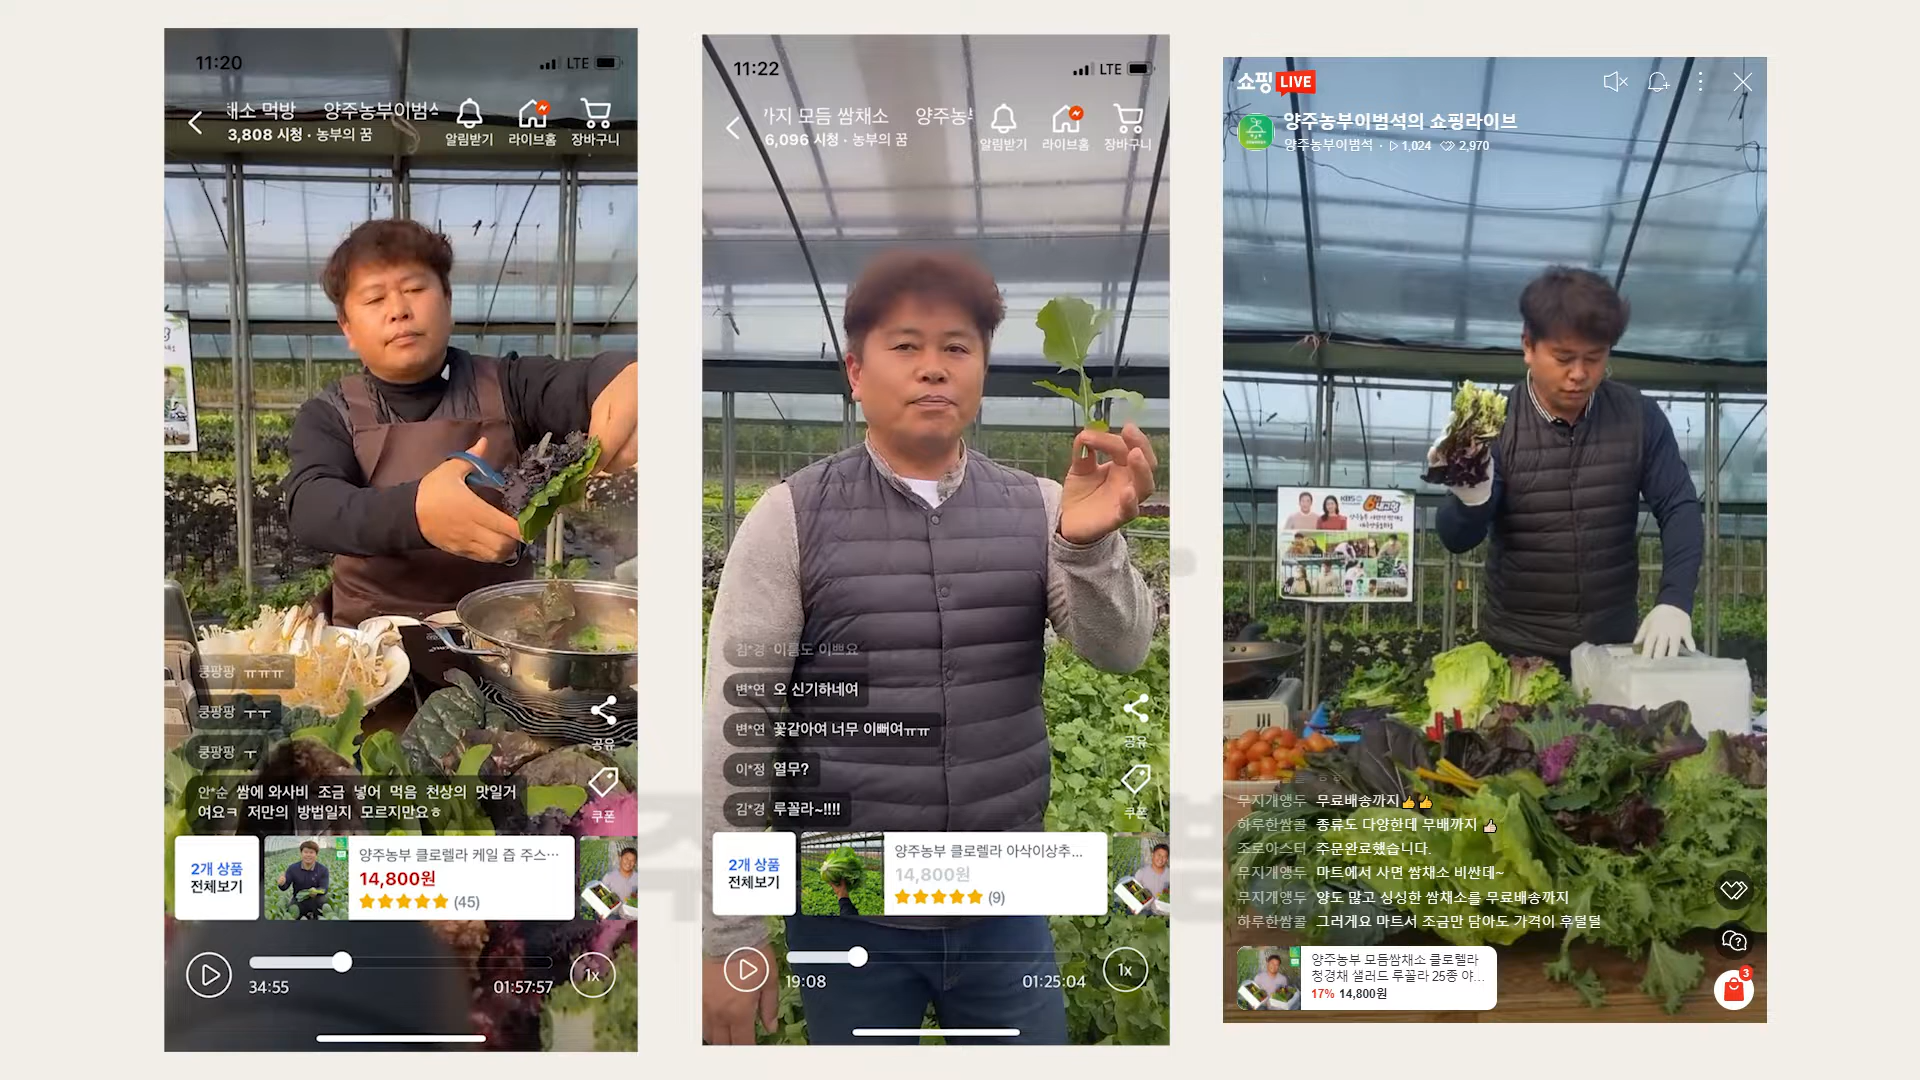 11:20
LTE
채소 먹방 양주농부이범석
3,808 시청 · 농부의 꿈
알림받기
라이브홈
장바구니
쿵팡팡 ㅠㅠㅠ
쿵팡팡 ㅜㅜ
쿵팡팡 ㅜ
안*순 쌈에 와사비 조금 넣어 먹음 천상의 맛일거
여요ㅋ 저만의 방법일지 모르지만요ㅎ
공유
쿠폰
2개 상품
전체보기
양주농부 클로렐라 케일 즙 주스…
14,800원
(45)
34:55
01:57:57
1x
11:22
LTE
가지 모듬 쌈채소 양주농부
6,096 시청 · 농부의 꿈
알림받기
라이브홈
장바구니
김*경 이름도 이쁘요
변*연 오 신기하네여
변*연 꽃같아여 너무 이뻐여ㅠㅠ
이*정 열무?
김*경 루꼴라~!!!!
공유
쿠폰
2개 상품
전체보기
양주농부 클로렐라 아삭이상추...
14,800원
(9)
19:08
01:25:04
1x
쇼핑 LIVE
양주농부이범석의 쇼핑라이브
양주농부이범석 · 1,024 2,970
KBS 6시 내고향
무지개앵두 무료배송까지👍👍
하루한쌈콜 종류도 다양한데 무배까지 👍🏻
조로아스터 주문완료했습니다.
무지개앵두 마트에서 사면 쌈채소 비싼데~
무지개앵두 양도 많고 싱싱한 쌈채소를 무료배송까지
하루한쌈콜 그러게요 마트서 조금만 담아도 가격이 후덜덜
양주농부 모듬쌈채소 클로렐라
청경채 샐러드 루꼴라 25종 야…
17% 14,800원
3